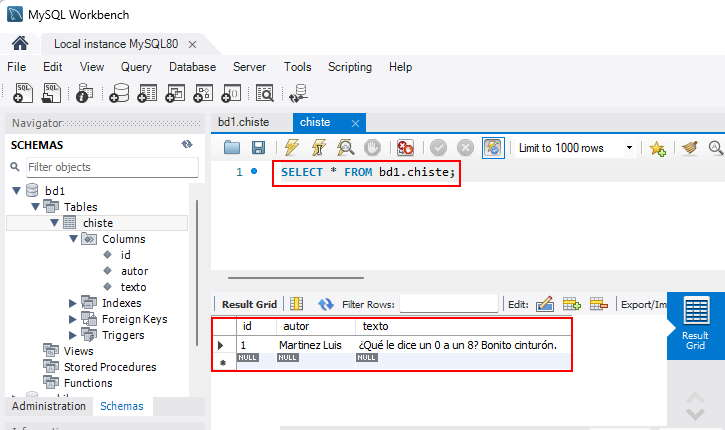 MySQL Workbench
Local instance MySQL80
File Edit View Query Database Server Tools Scripting Help
Navigator
SCHEMAS
Filter objects
bd1
Tables
chiste
Columns
id
autor
texto
Indexes
Foreign Keys
Triggers
Views
Stored Procedures
Functions
Administration Schemas
bd1.chiste chiste
Limit to 1000 rows
1 SELECT * FROM bd1.chiste;
Result Grid Filter Rows: Edit: Export/Im
id autor texto
1 Martinez Luis ¿Qué le dice un 0 a un 8? Bonito cinturón.
NULL NULL NULL
Result
Grid